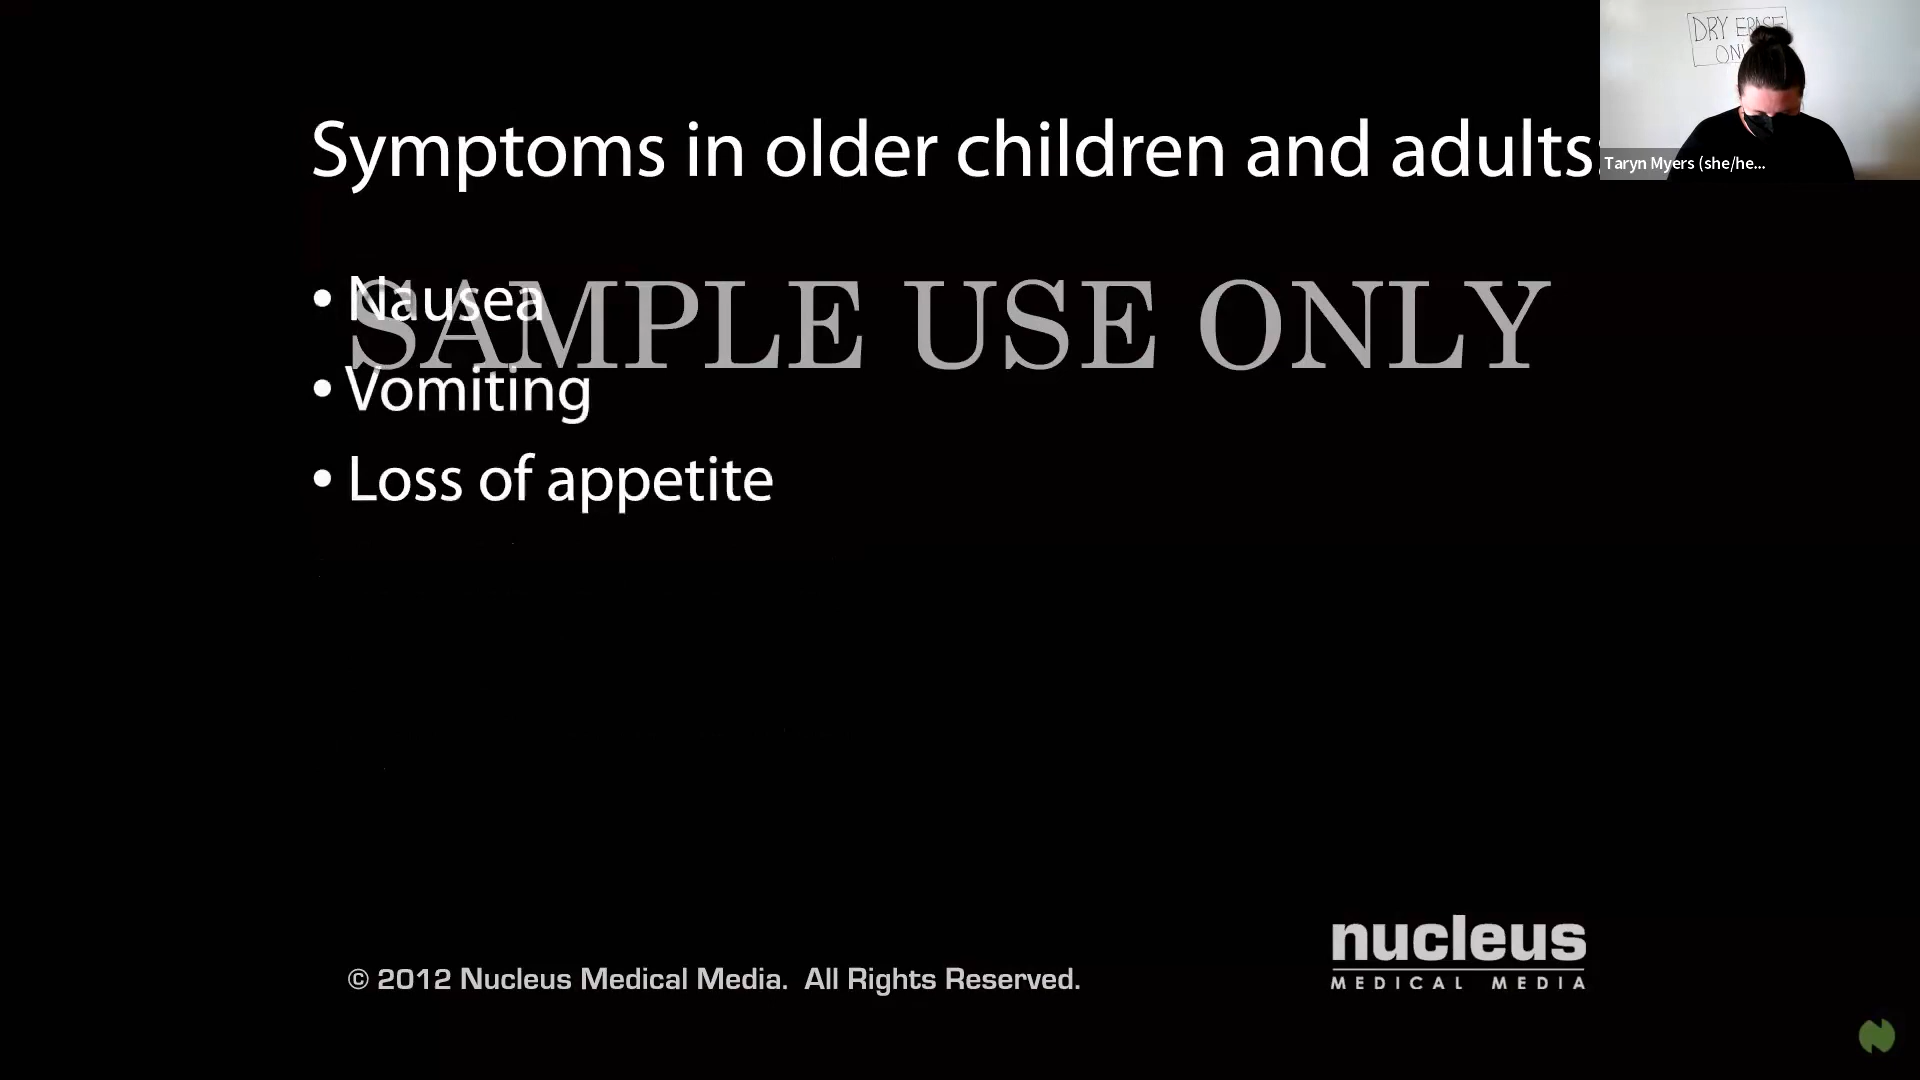 DRY ERASE
Symptoms in older children and adults:
Taryn Myers (she/he...
• Nausea
SAMPLE USE ONLY
• Vomiting
• Loss of appetite
nucleus
MEDICAL MEDIA
© 2012 Nucleus Medical Media. All Rights Reserved.